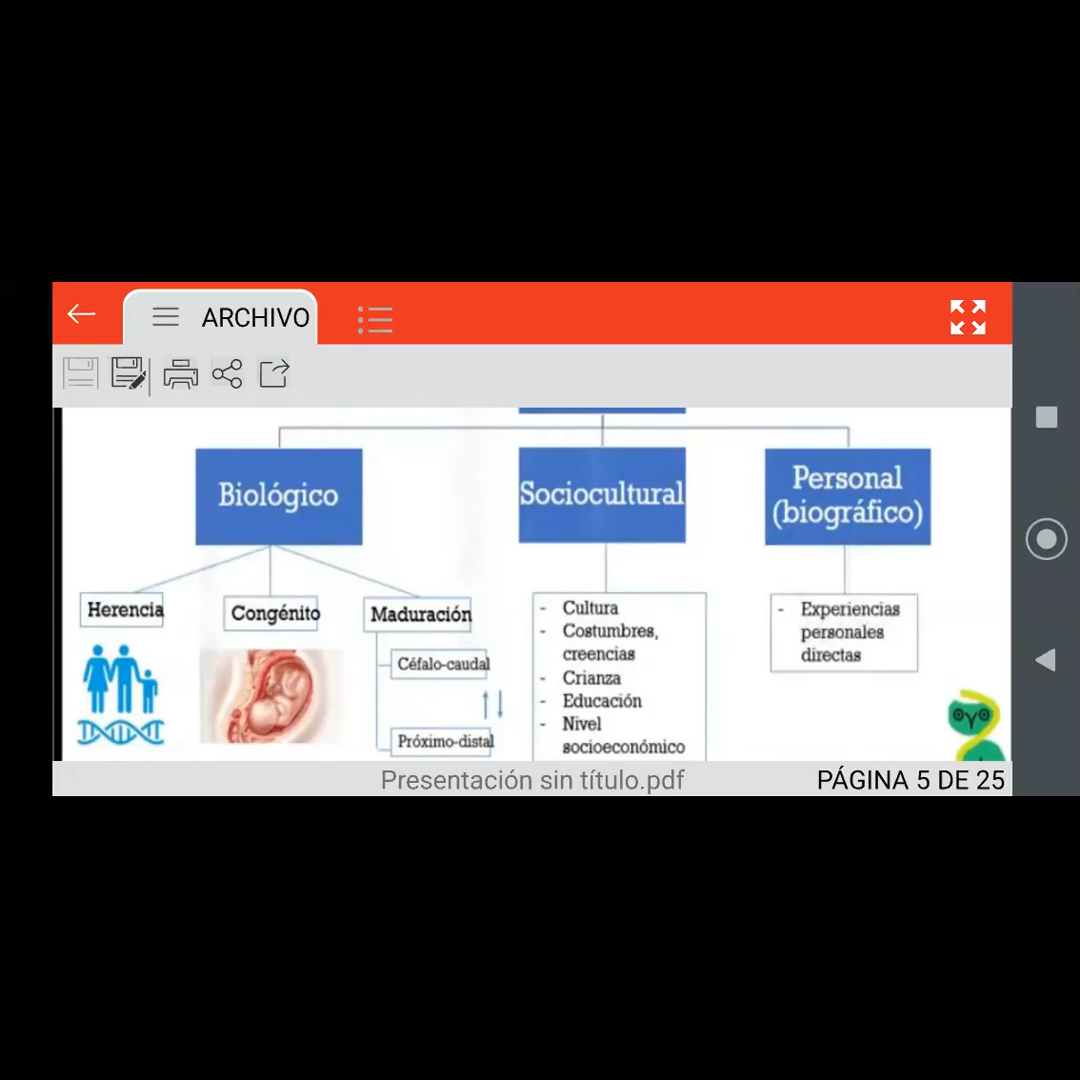 ARCHIVO
Biológico
Sociocultural
Personal
(biográfico)
Herencia
Congénito
Maduración
Céfalo-caudal
Próximo-distal
- Cultura
- Costumbres,
creencias
- Crianza
- Educación
- Nivel
socioeconómico
- Experiencias
personales
directas
Presentación sin título.pdf
PÁGINA 5 DE 25